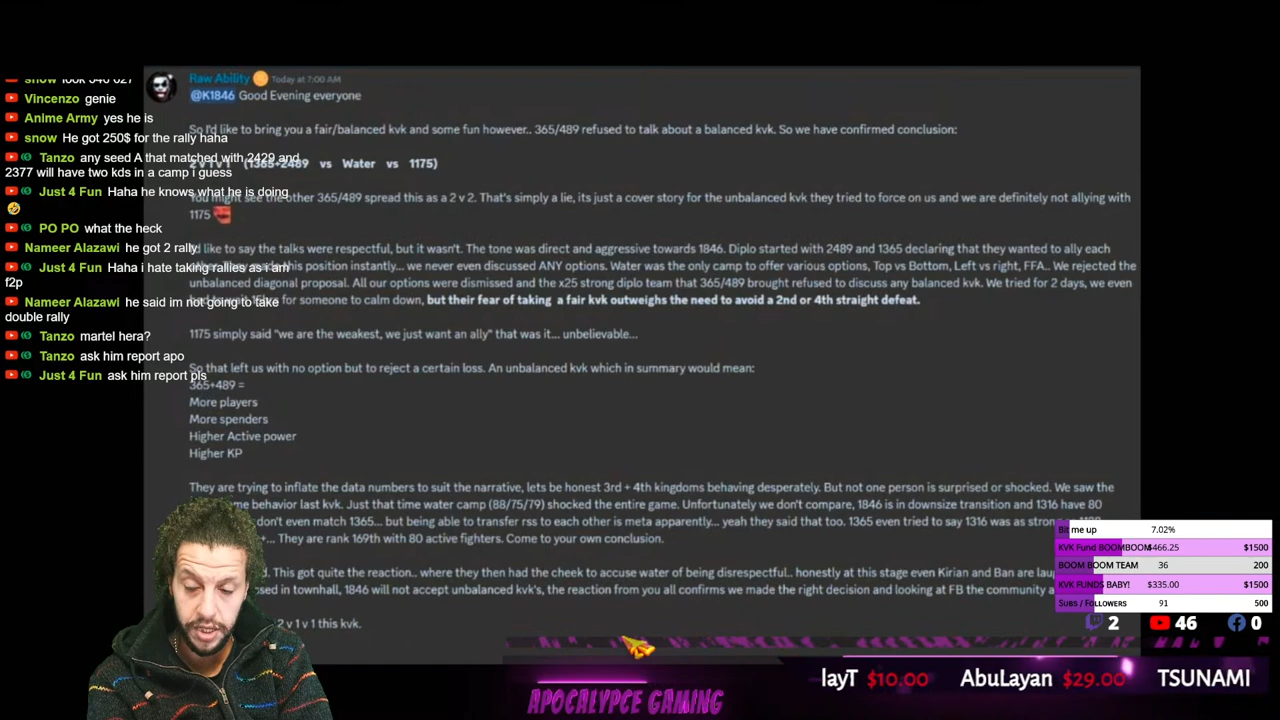 snow look 546 627
Vincenzo genie
Anime Army yes he is
snow He got 250$ for the rally haha
Tanzo any seed A that matched with 2429 and
2377 will have two kds in a camp i guess
Just 4 Fun Haha he knows what he is doing
🤣
PO PO what the heck
Nameer Alazawi he got 2 rally
Just 4 Fun Haha i hate taking rallies as i am
f2p
Nameer Alazawi he said im not going to take
double rally
Tanzo martel hera?
Tanzo ask him report apo
Just 4 Fun ask him report pls
Raw Ability Today at 7:00 AM
@K1846 Good Evening everyone
So I'd like to bring you a fair/balanced kvk and some fun however.. 365/489 refused to talk about a balanced kvk. So we have confirmed conclusion:
2 v 1 v 1 (1365+2489 vs Water vs 1175)
You might see the other 365/489 spread this as a 2 v 2. That's simply a lie, its just a cover story for the unbalanced kvk they tried to force on us and we are definitely not allying with
1175
I'd like to say the talks were respectful, but it wasn't. The tone was direct and aggressive towards 1846. Diplo started with 2489 and 1365 declaring that they wanted to ally each
this position instantly... we never even discussed ANY options. Water was the only camp to offer various options, Top vs Bottom, Left vs right, FFA.. We rejected the
unbalanced diagonal proposal. All our options were dismissed and the x25 strong diplo team that 365/489 brought refused to discuss any balanced kvk. We tried for 2 days, we even
for someone to calm down, but their fear of taking a fair kvk outweighs the need to avoid a 2nd or 4th straight defeat.
1175 simply said "we are the weakest, we just want an ally" that was it... unbelievable...
So that left us with no option but to reject a certain loss. An unbalanced kvk which in summary would mean:
365+489 =
More players
More spenders
Higher Active power
Higher KP
They are trying to inflate the data numbers to suit the narrative, lets be honest 3rd + 4th kingdoms behaving desperately. But not one person is surprised or shocked. We saw the
me behavior last kvk. Just that time water camp (88/75/79) shocked the entire game. Unfortunately we don't compare, 1846 is in downsize transition and 1316 have 80
don't even match 1365... but being able to transfer rss to each other is meta apparently... yeah they said that too. 1365 even tried to say 1316 was as strong
... They are rank 169th with 80 active fighters. Come to your own conclusion.
d. This got quite the reaction.. where they then had the cheek to accuse water of being disrespectful.. honestly at this stage even Kirian and Ban are lau
sed in townhall, 1846 will not accept unbalanced kvk's, the reaction from you all confirms we made the right decision and looking at FB the community a
2 v 1 v 1 this kvk.
Bit me up 7.02%
KVK Fund BOOMBOOM $466.25 $1500
BOOM BOOM TEAM 36 200
KVK FUNDS BABY! $335.00 $1500
Subs / Followers 91 500
2 46 0
layT $10.00 AbuLayan $29.00 TSUNAMI
APOCALYPCE GAMING